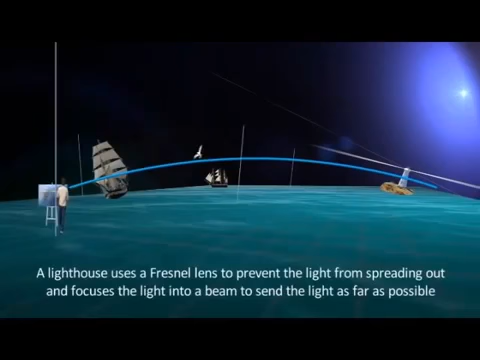 A lighthouse uses a Fresnel lens to prevent the light from spreading out
and focuses the light into a beam to send the light as far as possible